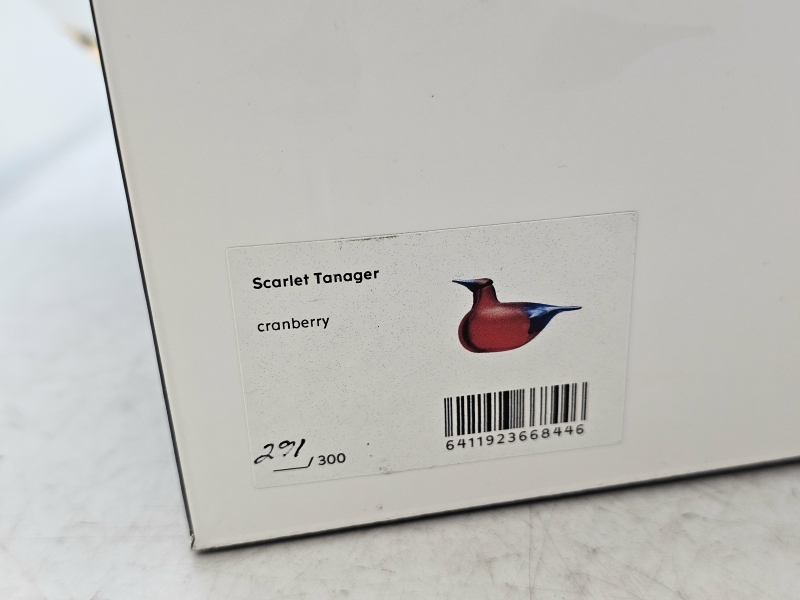 Scarlet Tanager
cranberry
291/300
6411923668446